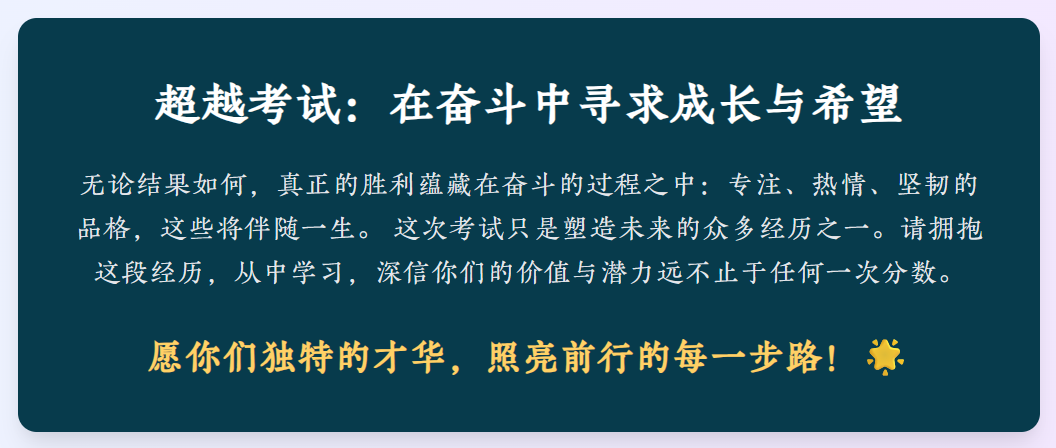 超越考试：在奋斗中寻求成长与希望
无论结果如何，真正的胜利蕴藏在奋斗的过程之中：专注、热情、坚韧的
品格，这些将伴随一生。 这次考试只是塑造未来的众多经历之一。请拥抱
这段经历，从中学习，深信你们的价值与潜力远不止于任何一次分数。
愿你们独特的才华，照亮前行的每一步路！ 🌟